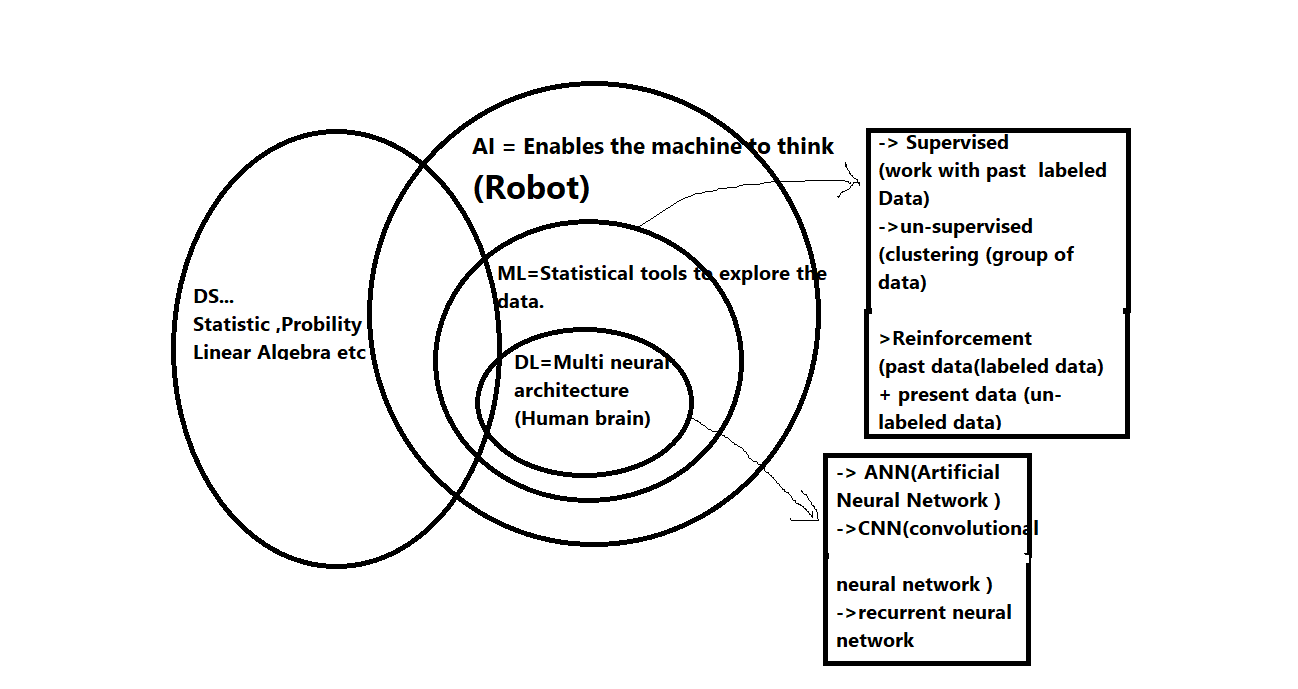 AI = Enables the machine to think
(Robot)
ML=Statistical tools to explore the
data.
DS...
Statistic ,Probility
Linear Algebra etc
DL=Multi neural
architecture
(Human brain)
-> Supervised
(work with past  labeled
Data)
->un-supervised
(clustering (group of
data)
>Reinforcement
(past data(labeled data)
+ present data (un-
labeled data)
-> ANN(Artificial
Neural Network )
->CNN(convolutional
neural network )
->recurrent neural
network